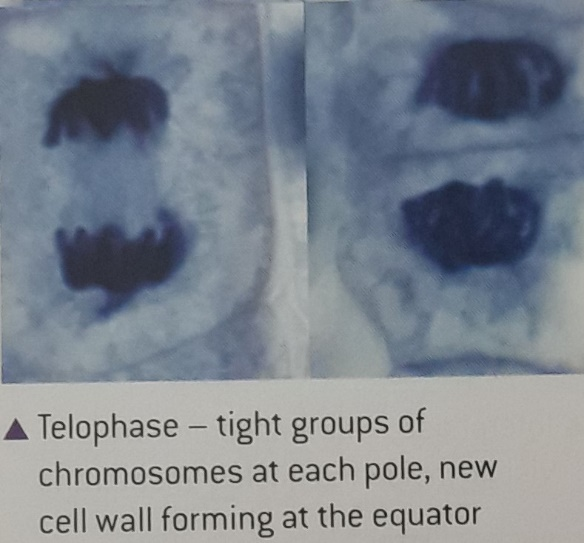 ▲ Telophase – tight groups of
chromosomes at each pole, new
cell wall forming at the equator